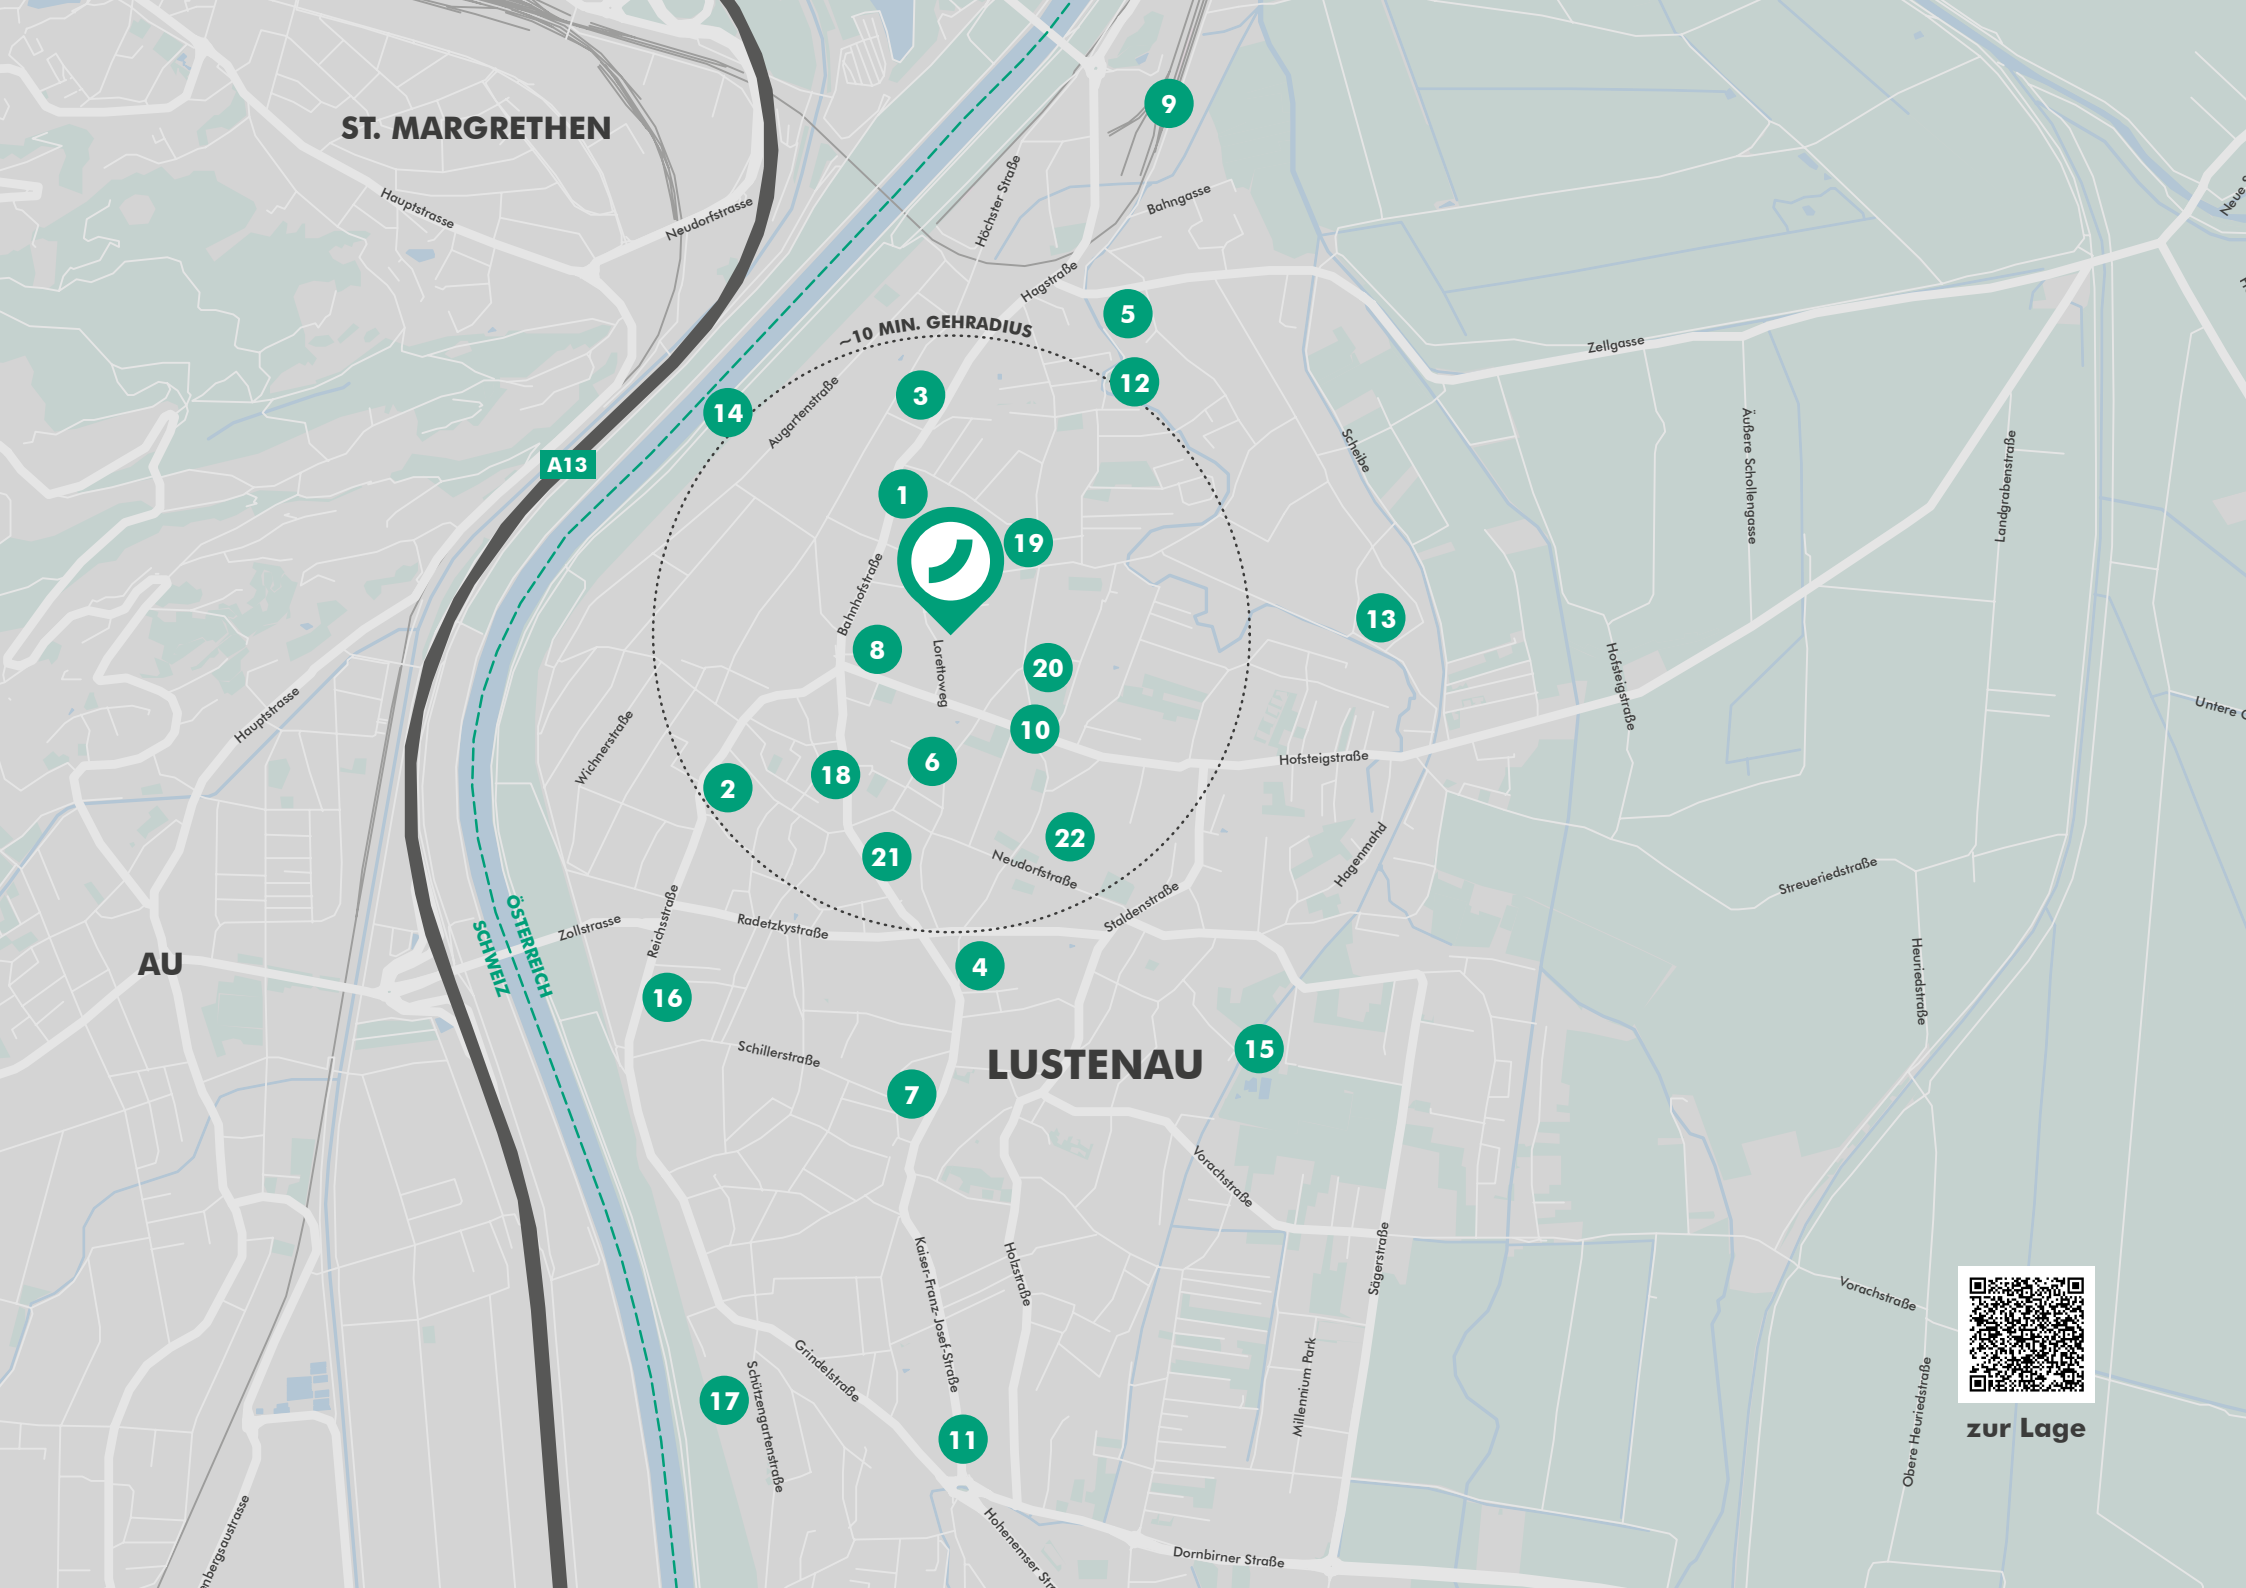 9
ST. MARGRETHEN
Hauptstrasse
Neudorfstrasse
Höchster Straße
Bahngasse
Hagstraße
5
~10 MIN. GEHRADIUS
Zellgasse
12
3
14
Augartenstraße
Scheibe
Äußere Schollengasse
Landgrabenstraße
A13
1
19
Bahnhofstraße
13
8
Lorettoweg
20
Hofsteigstraße
Hauptstrasse
Wichnerstraße
10
Hofsteigstraße
6
18
2
22
21
Neudorfstraße
Hagenmahd
Streueriedstraße
Staldenstraße
Reichsstraße
Zollstrasse
Radetzkystraße
ÖSTERREICH
SCHWEIZ
AU
4
Heuriedstraße
16
Schillerstraße
LUSTENAU
15
7
Vorachstraße
Kaiser-Franz-Josef-Straße
Holzstraße
Sägerstraße
Vorachstraße
Millennium Park
Grindelstraße
Schützengartenstraße
17
11
Obere Heuriedstraße
zur Lage
Hohenemser
Dornbirner Straße
Untere
Neue